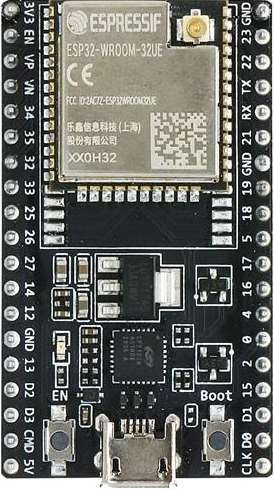 ESPRESSIF
ESP32-WROOM-32UE
CE
FCC ID:2AC7Z-ESP32WROOM32UE
乐鑫信息科技(上海)
股份有限公司
XX0H32
3V3
EN
VP
VN
34
35
32
33
25
26
27
14
12
GND
13
D2
D3
CMD
5V
GND
23
22
TX
RX
21
GND
19
18
5
17
16
4
0
2
15
D1
D0
CLK
EN
Boot